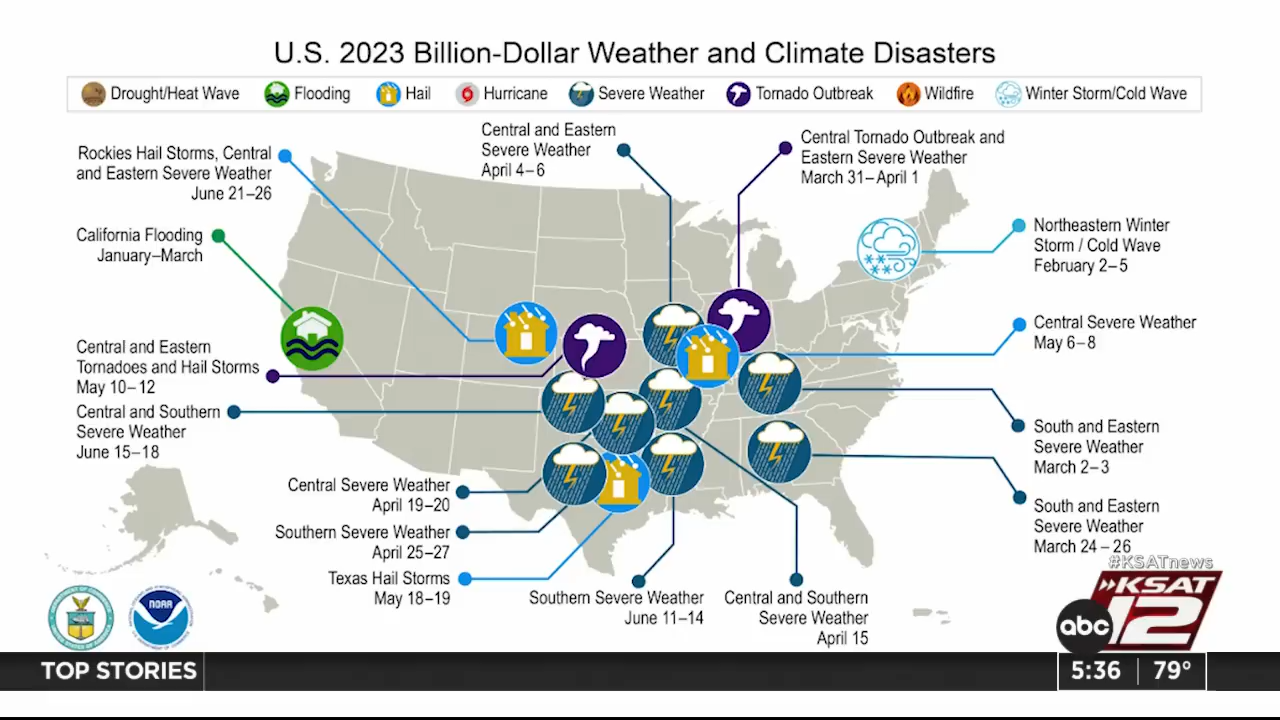 U.S. 2023 Billion-Dollar Weather and Climate Disasters
Drought/Heat Wave
Flooding
Hail
Hurricane
Severe Weather
Tornado Outbreak
Wildfire
Winter Storm/Cold Wave
Rockies Hail Storms, Central
and Eastern Severe Weather
June 21–26
Central and Eastern
Severe Weather
April 4–6
Central Tornado Outbreak and
Eastern Severe Weather
March 31–April 1
California Flooding
January–March
Northeastern Winter
Storm / Cold Wave
February 2–5
Central Severe Weather
May 6–8
Central and Eastern
Tornadoes and Hail Storms
May 10–12
Central and Southern
Severe Weather
June 15–18
South and Eastern
Severe Weather
March 2–3
Central Severe Weather
April 19–20
Southern Severe Weather
April 25–27
Texas Hail Storms
May 18–19
Southern Severe Weather
June 11–14
Central and Southern
Severe Weather
April 15
South and Eastern
Severe Weather
March 24 – 26
#KSATnews
KSAT
abc
12
NOAA
TOP STORIES
5:36
79°